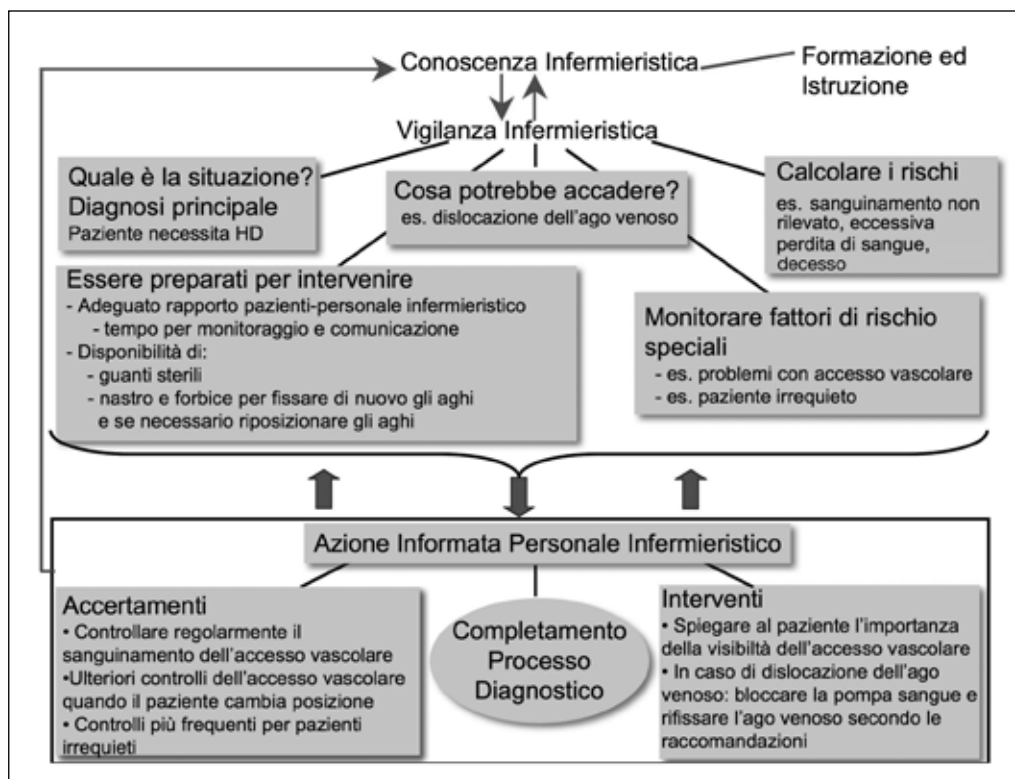 Conoscenza Infermieristica
Formazione ed
Istruzione
Vigilanza Infermieristica
Quale è la situazione?
Diagnosi principale
Paziente necessita HD
Cosa potrebbe accadere?
es. dislocazione dell'ago venoso
Calcolare i rischi
es. sanguinamento non
rilevato, eccessiva
perdita di sangue,
decesso
Essere preparati per intervenire
- Adeguato rapporto pazienti-personale infermieristico
- tempo per monitoraggio e comunicazione
- Disponibilità di:
- guanti sterili
- nastro e forbice per fissare di nuovo gli aghi
e se necessario riposizionare gli aghi
Monitorare fattori di rischio
speciali
- es. problemi con accesso vascolare
- es. paziente irrequieto
Azione Informata Personale Infermieristico
Accertamenti
• Controllare regolarmente il
sanguinamento dell'accesso vascolare
•Ulteriori controlli dell'accesso vascolare
quando il paziente cambia posizione
• Controlli più frequenti per pazienti
irrequieti
Completamento
Processo
Diagnostico
Interventi
• Spiegare al paziente l'importanza
della visibiltà dell'accesso vascolare
• In caso di dislocazione dell'ago
venoso: bloccare la pompa sangue e
rifissare l'ago venoso secondo le
raccomandazioni